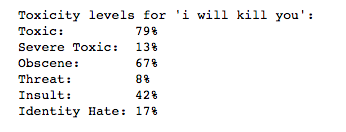 Toxicity levels for 'i will kill you':
Toxic: 79%
Severe Toxic: 13%
Obscene: 67%
Threat: 8%
Insult: 42%
Identity Hate: 17%